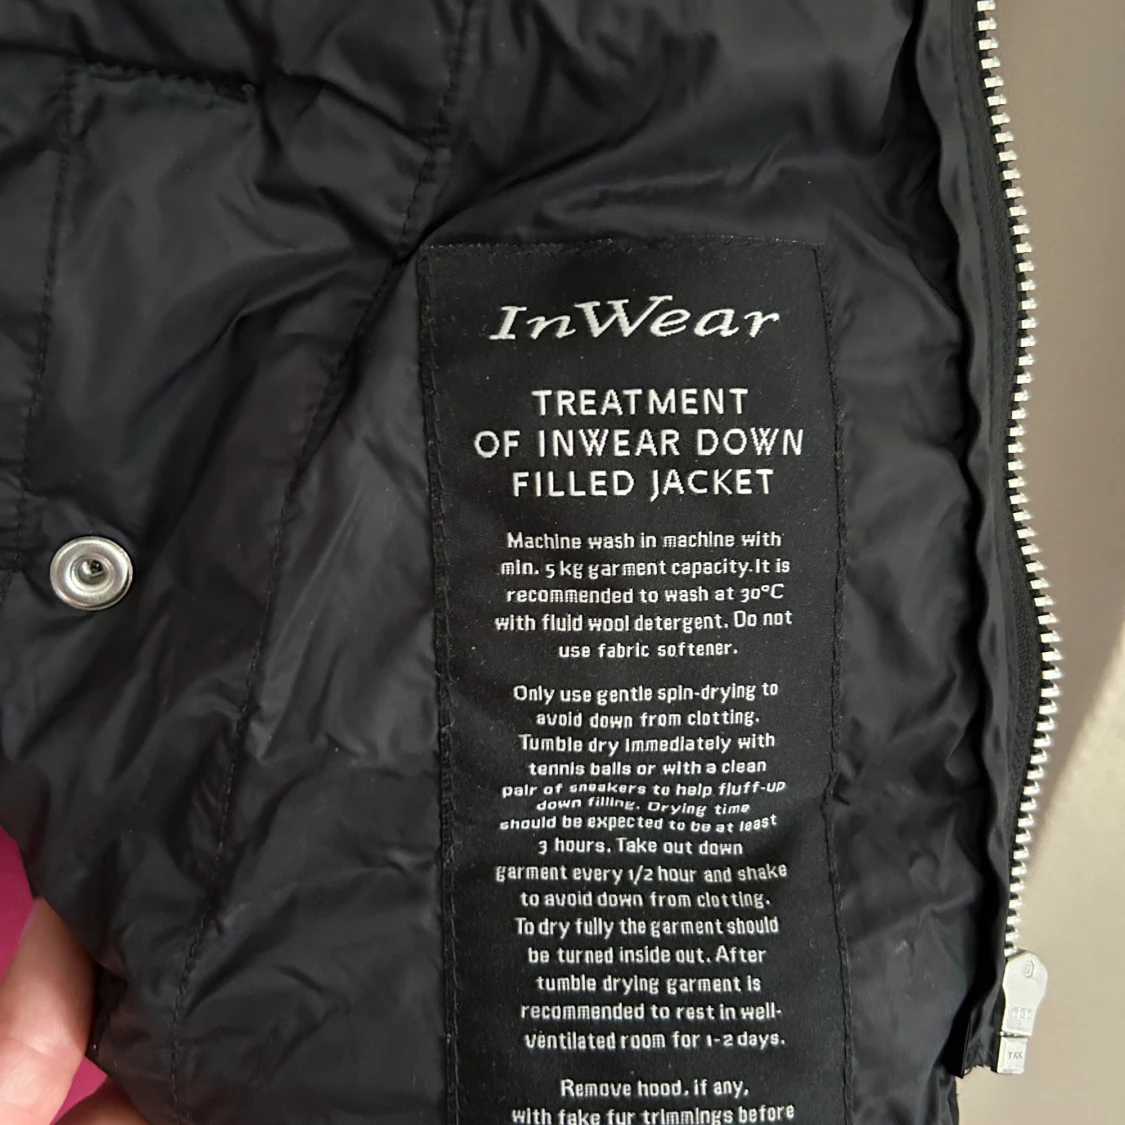 InWear
TREATMENT
OF INWEAR DOWN
FILLED JACKET
Machine wash in machine with
min. 5 kg garment capacity. It is
recommended to wash at 30°C
with fluid wool detergent. Do not
use fabric softener.
Only use gentle spin-drying to
avoid down from clotting.
Tumble dry immediately with
tennis balls or with a clean
pair of sneakers to help fluff-up
down filling. Drying time
should be expected to be at least
3 hours. Take out down
garment every 1/2 hour and shake
to avoid down from clotting.
To dry fully the garment should
be turned inside out. After
tumble drying garment is
recommended to rest in well-
ventilated room for 1-2 days.
Remove hood, if any,
with fake fur trimmings before
YKK